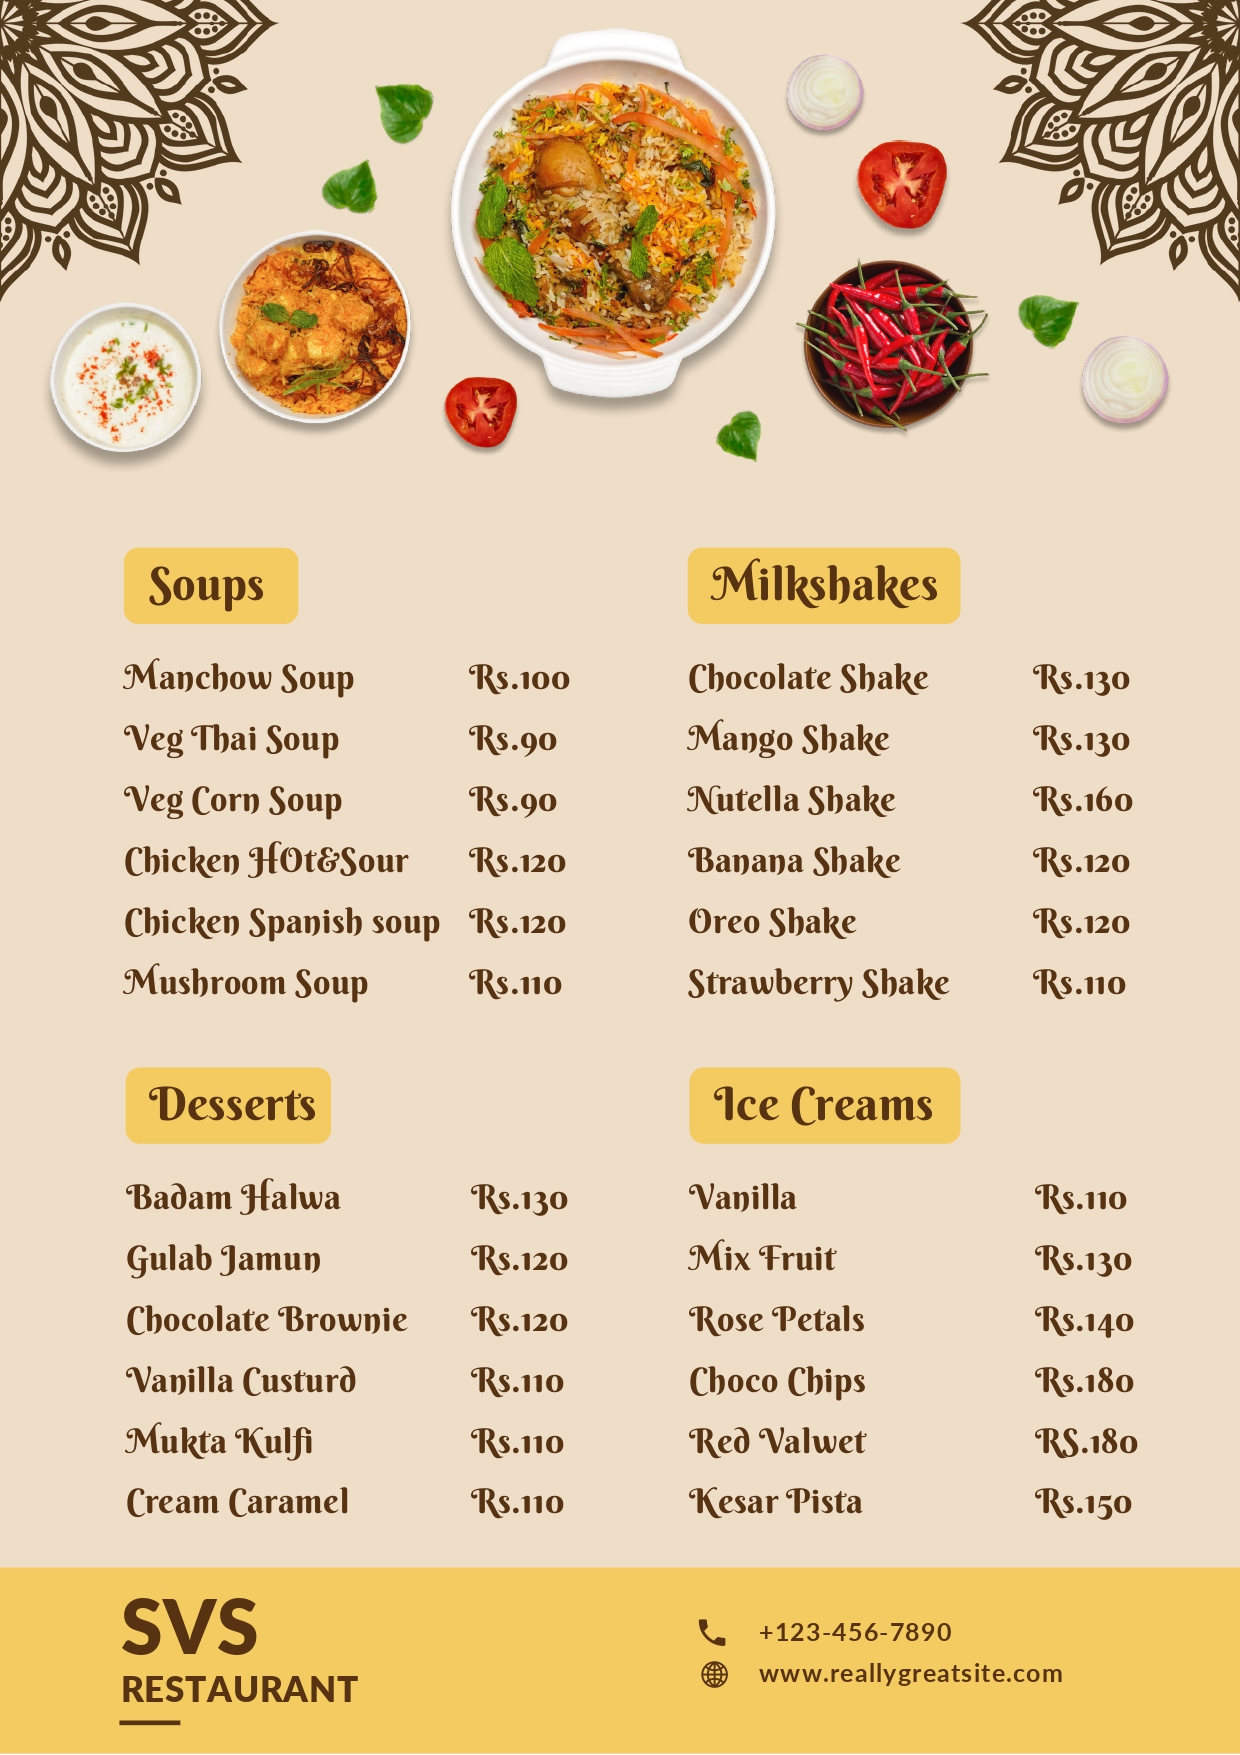 Soups
Manchow Soup Rs.100
Veg Thai Soup Rs.90
Veg Corn Soup Rs.90
Chicken HOt&Sour Rs.120
Chicken Spanish soup Rs.120
Mushroom Soup Rs.110
Milkshakes
Chocolate Shake Rs.130
Mango Shake Rs.130
Nutella Shake Rs.160
Banana Shake Rs.120
Oreo Shake Rs.120
Strawberry Shake Rs.110
Desserts
Badam Halwa Rs.130
Gulab Jamun Rs.120
Chocolate Brownie Rs.120
Vanilla Custurd Rs.110
Mukta Kulfi Rs.110
Cream Caramel Rs.110
Ice Creams
Vanilla Rs.110
Mix Fruit Rs.130
Rose Petals Rs.140
Choco Chips Rs.180
Red Valwet RS.180
Kesar Pista Rs.150
SVS
RESTAURANT
+123-456-7890
www.reallygreatsite.com